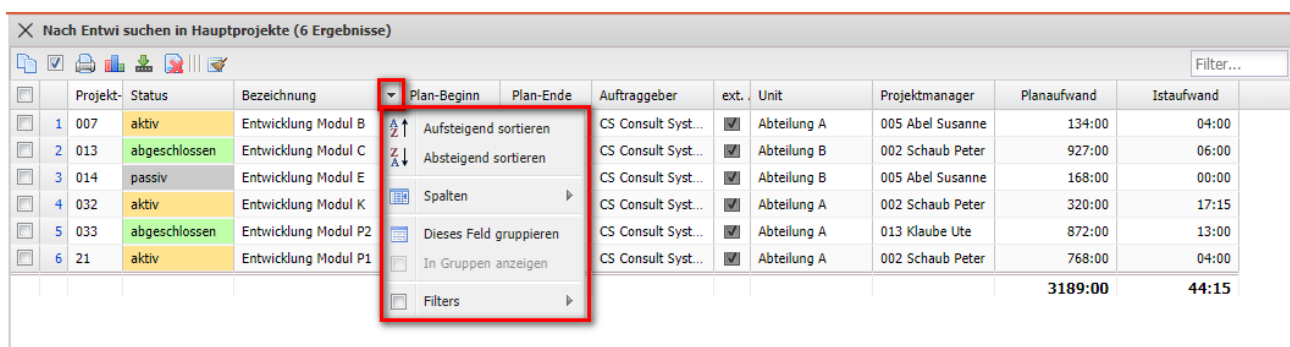 Nach Entwi suchen in Hauptprojekte (6 Ergebnisse)
Filter...
Projekt- Status Bezeichnung Plan-Beginn Plan-Ende Auftraggeber ext. Unit Projektmanager Planaufwand Istaufwand
1 007 aktiv Entwicklung Modul B CS Consult Syst... Abteilung A 005 Abel Susanne 134:00 04:00
Aufsteigend sortieren
2 013 abgeschlossen Entwicklung Modul C CS Consult Syst... Abteilung B 002 Schaub Peter 927:00 06:00
Absteigend sortieren
3 014 passiv Entwicklung Modul E CS Consult Syst... Abteilung B 005 Abel Susanne 168:00 00:00
Spalten
4 032 aktiv Entwicklung Modul K CS Consult Syst... Abteilung A 002 Schaub Peter 320:00 17:15
5 033 abgeschlossen Entwicklung Modul P2 CS Consult Syst... Abteilung A 013 Klaube Ute 872:00 13:00
Dieses Feld gruppieren
6 21 aktiv Entwicklung Modul P1 CS Consult Syst... Abteilung A 002 Schaub Peter 768:00 04:00
In Gruppen anzeigen
3189:00 44:15
Filters